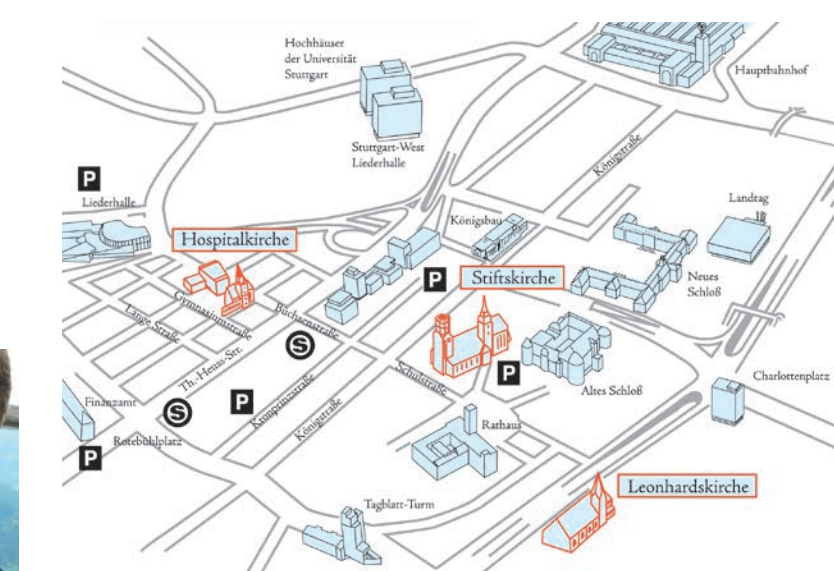 Hochhäuser
der Universität
Stuttgart
Hauptbahnhof
Stuttgart-West
Liederhalle
Königstraße
P
Liederhalle
Landtag
Königsbau
Hospitalkirche
P
Stiftskirche
Neues
Schloß
Gymnasiumstraße
Büchsenstraße
Lange Straße
S
Th.-Heuss-Str.
Schulstraße
P
Charlottenplatz
Altes Schloß
Finanzamt
S
P
Kronprinzstraße
Königstraße
Rathaus
Rotebühlplatz
P
Leonhardskirche
Tagblatt-Turm